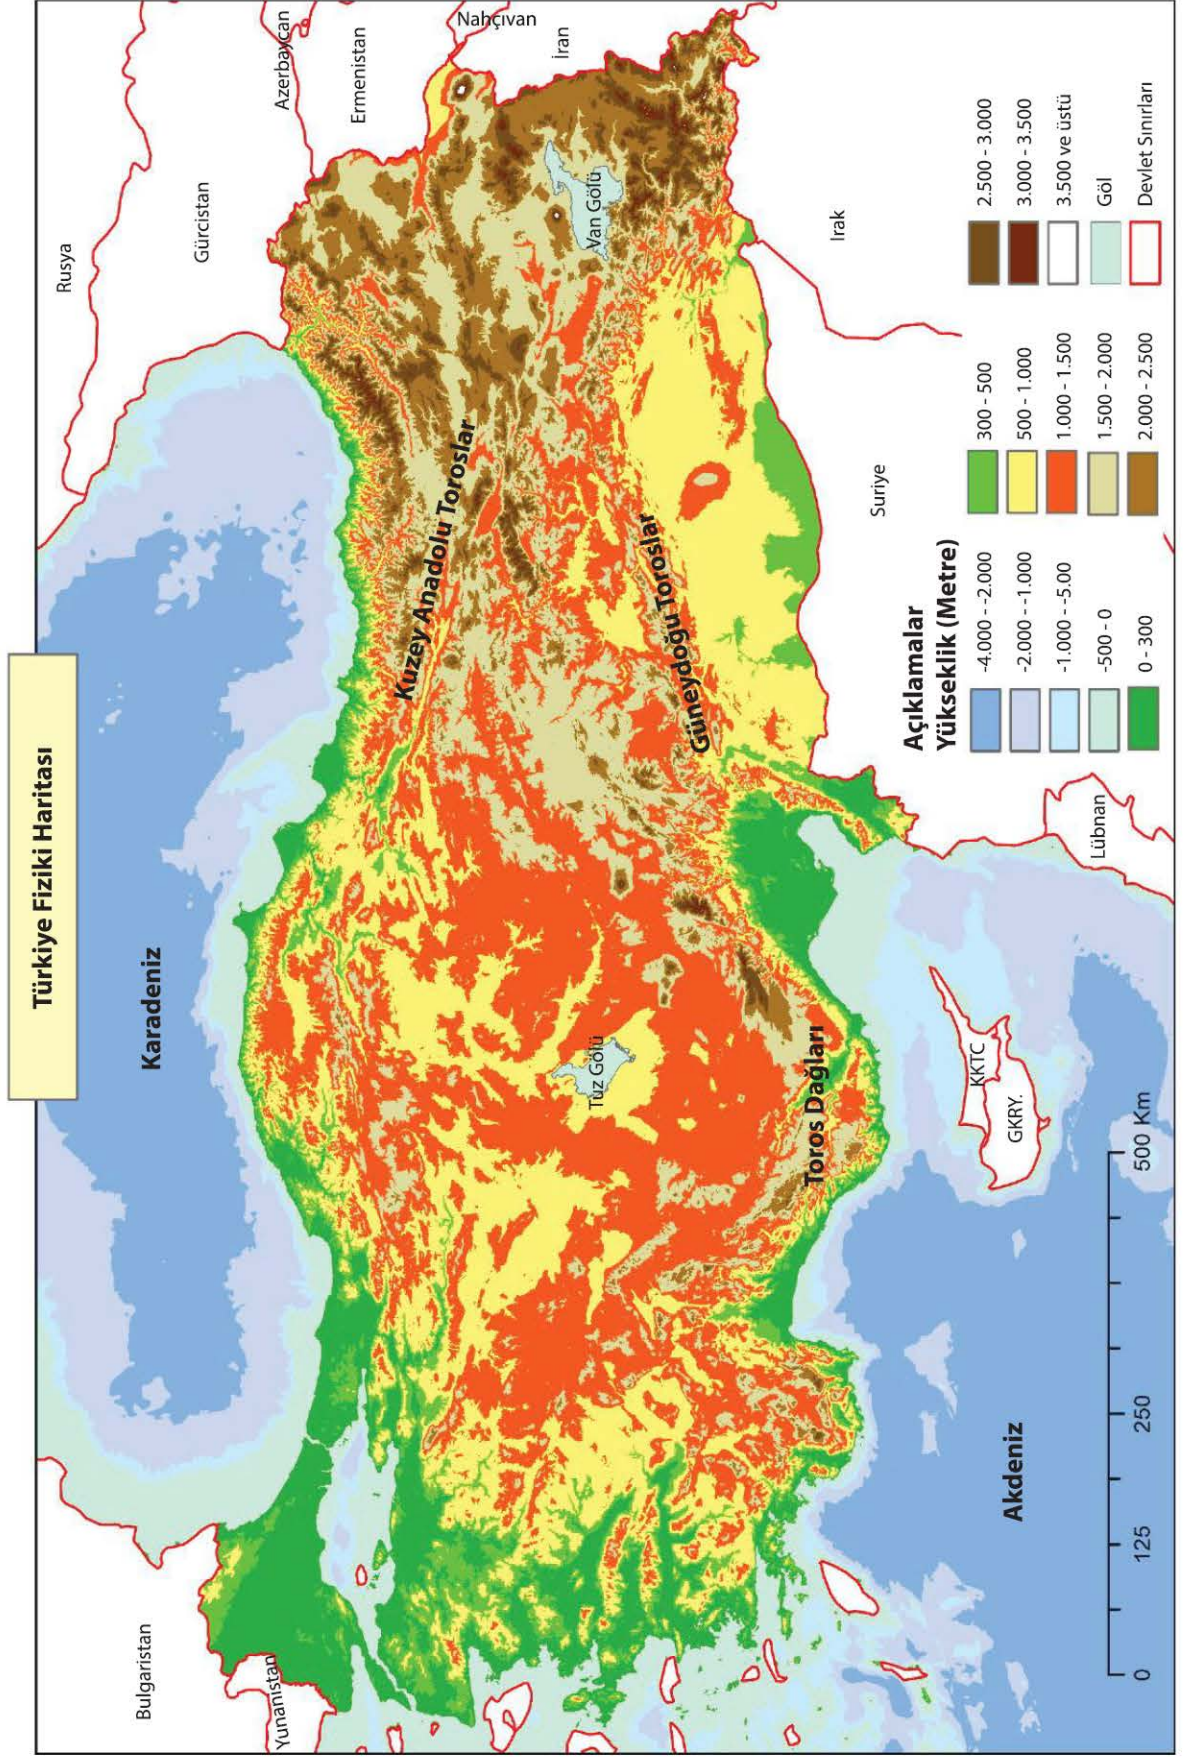 Türkiye Fiziki Haritası
Rusya
Gürcistan
Azerbaycan
Ermenistan
Nahçıvan
İran
Bulgaristan
Yunanistan
Karadeniz
Kuzey Anadolu Toroslar
Van Gölü
Tuz Gölü
Güneydoğu Toroslar
Toros Dağları
Irak
Suriye
Lübnan
KKTC
GKRY.
Akdeniz
0 125 250 500 Km
Açıklamalar
Yükseklik (Metre)
-4.000 - -2.000
-2.000 - -1.000
-1.000 - -5.00
-500 - 0
0 - 300
300 - 500
500 - 1.000
1.000 - 1.500
1.500 - 2.000
2.000 - 2.500
2.500 - 3.000
3.000 - 3.500
3.500 ve üstü
Göl
Devlet Sınırları